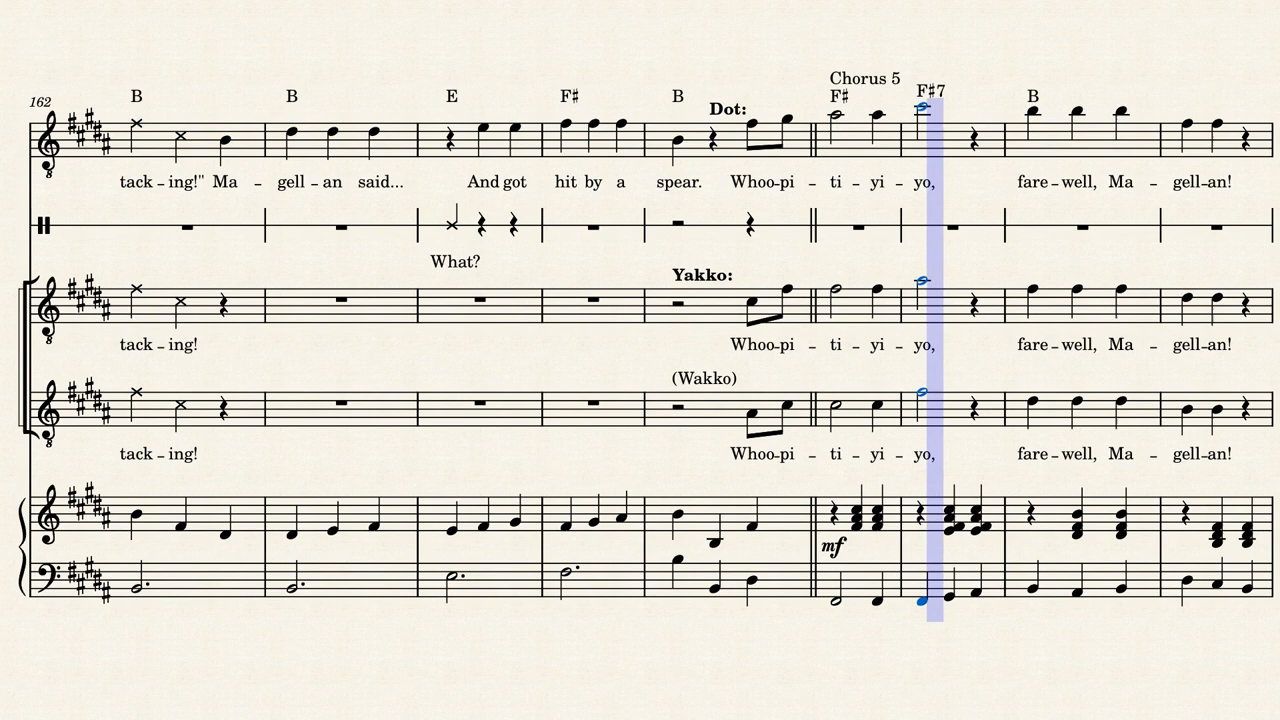 Chorus 5
162 B B E F♯ B F♯ F♯7 B
Dot:
tack – ing!" Ma – gell – an said... And got hit by a spear. Whoo – pi – ti – yi – yo, fare – well, Ma – gell – an!
What?
Yakko:
tack – ing! Whoo – pi – ti – yi – yo, fare – well, Ma – gell – an!
(Wakko)
tack – ing! Whoo – pi – ti – yi – yo, fare – well, Ma – gell – an!
mf